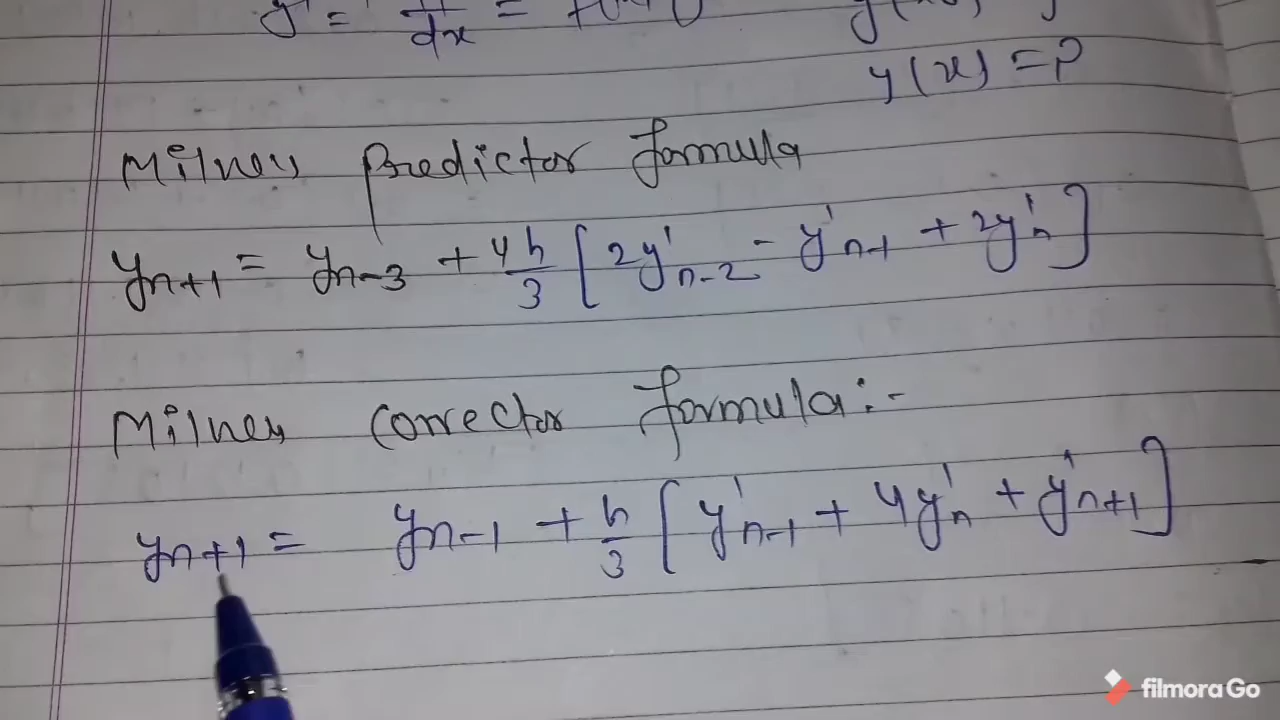 y' = dx =
y(x) = ?
Milnes Predictor formula
yn+1 = yn-3 + 4h/3 [2y'n-2 - y'n-1 + 2y'n]
Milnes Corrector formula:-
yn+1 = yn-1 + h/3 [y'n-1 + 4y'n + y'n+1]
filmora Go